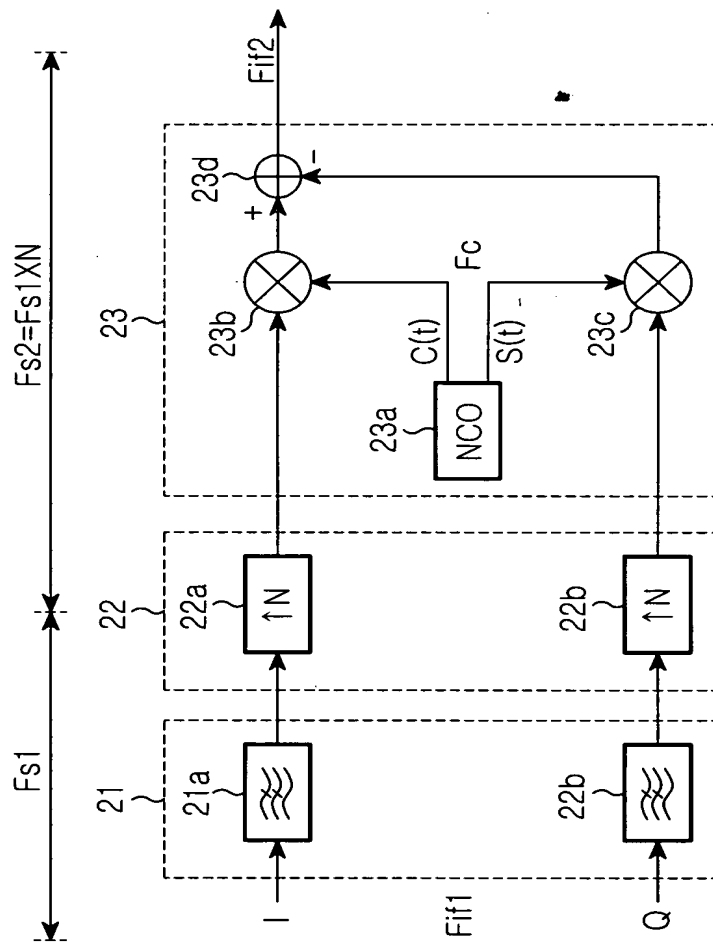 Fs1
Fs2=Fs1XN
21
22
23
21a
22a
23b
23d
I
↑N
+
-
Fif2
Fif1
23a
NCO
C(t)
S(t)
Fc
22b
22b
23c
Q
↑N